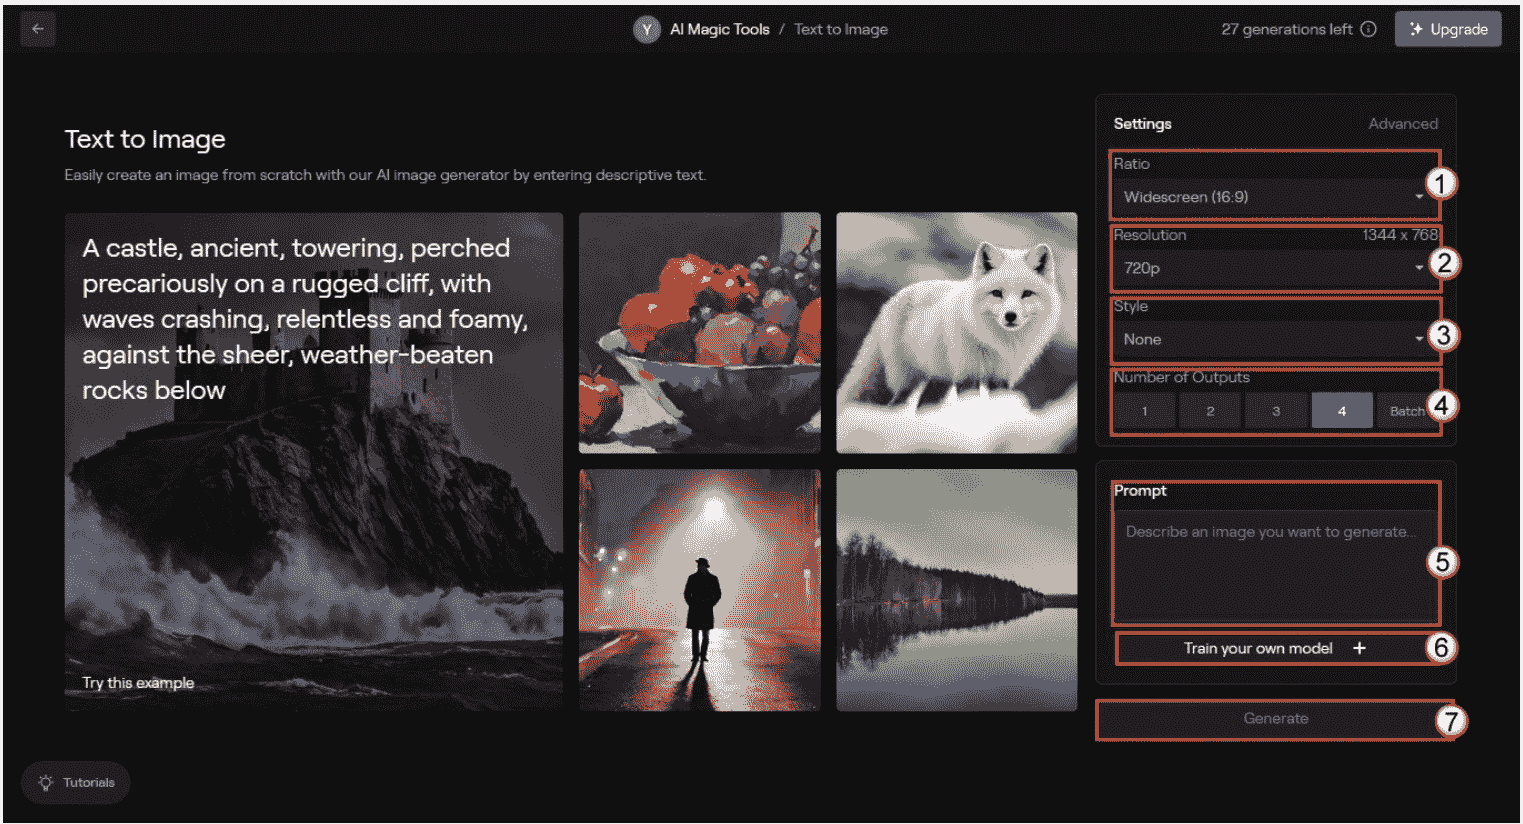 ←
Y AI Magic Tools / Text to Image
27 generations left
Upgrade
Text to Image
Easily create an image from scratch with our AI image generator by entering descriptive text.
A castle, ancient, towering, perched
precariously on a rugged cliff, with
waves crashing, relentless and foamy,
against the sheer, weather-beaten
rocks below
Try this example
Tutorials
Settings
Advanced
Ratio
Widescreen (16:9)
1
Resolution 1344 x 768
720p
2
Style
None
3
Number of Outputs
1 2 3 4 Batch
4
Prompt
Describe an image you want to generate...
5
Train your own model +
6
Generate
7